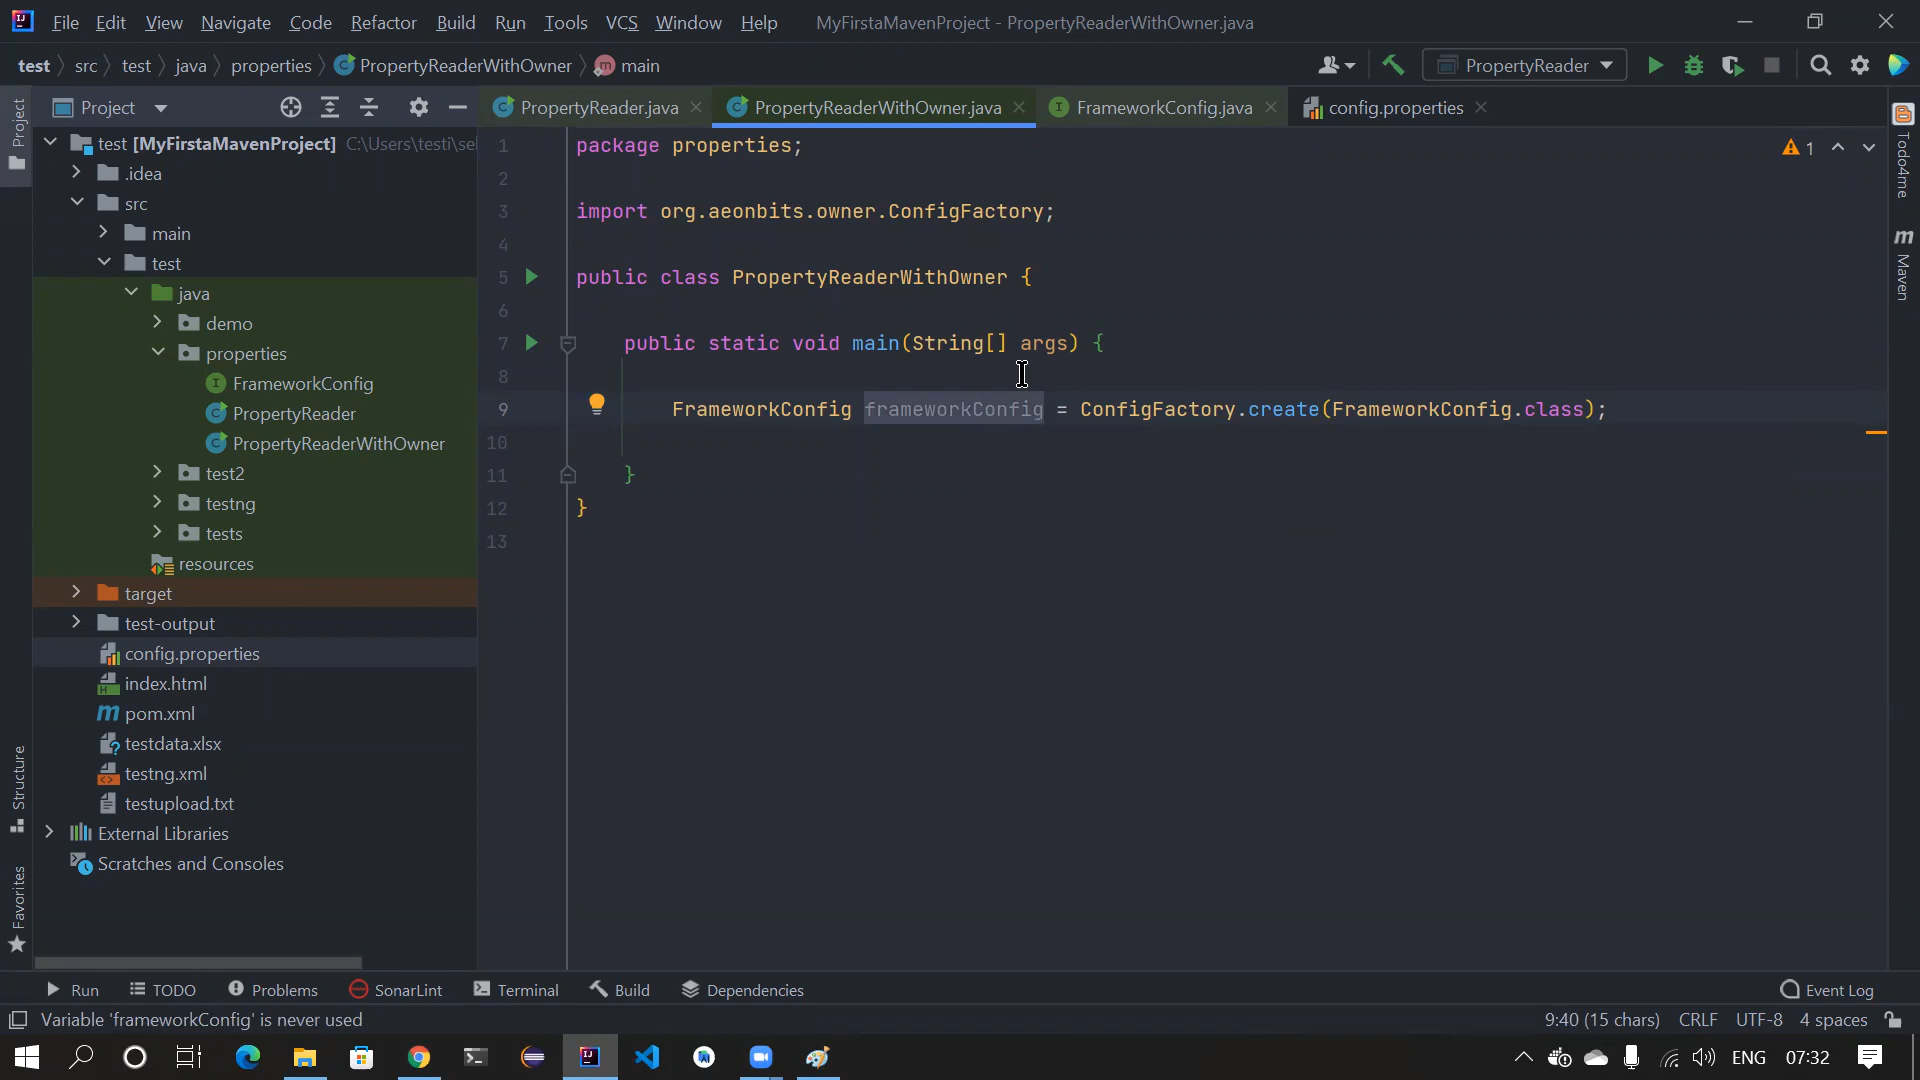 File Edit View Navigate Code Refactor Build Run Tools VCS Window Help MyFirstaMavenProject - PropertyReaderWithOwner.java
test src test java properties PropertyReaderWithOwner main PropertyReader
Project PropertyReader.java PropertyReaderWithOwner.java FrameworkConfig.java config.properties
Project
Structure
Favorites
test [MyFirstaMavenProject] C:\Users\testi\sel
.idea
src
main
test
java
demo
properties
FrameworkConfig
PropertyReader
PropertyReaderWithOwner
test2
testng
tests
resources
target
test-output
config.properties
index.html
pom.xml
testdata.xlsx
testng.xml
testupload.txt
External Libraries
Scratches and Consoles
1 package properties;
2
3 import org.aeonbits.owner.ConfigFactory;
4
5 public class PropertyReaderWithOwner {
6
7 public static void main(String[] args) {
8
9 FrameworkConfig frameworkConfig = ConfigFactory.create(FrameworkConfig.class);
10
11 }
12 }
13
1
Todo4me
Maven
Run TODO Problems SonarLint Terminal Build Dependencies Event Log
Variable 'frameworkConfig' is never used 9:40 (15 chars) CRLF UTF-8 4 spaces
ENG 07:32